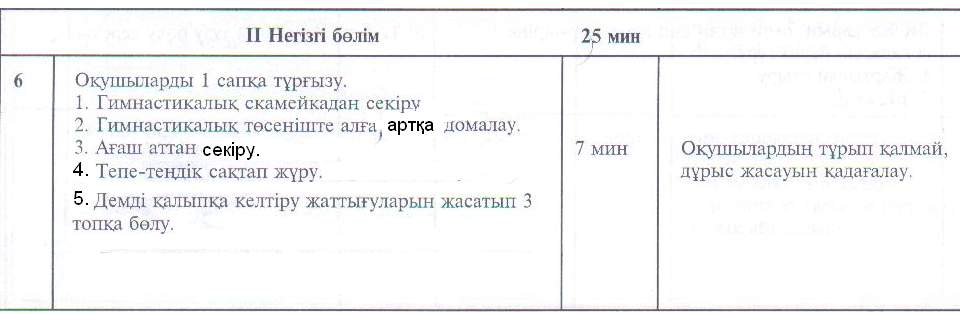 II Негізгі бөлім 25 мин
6 Оқушыларды 1 сапқа тұрғызу.
1. Гимнастикалық скамейкадан секіру
2. Гимнастикалық төсеніште алға, артқа домалау.
3. Ағаш аттан секіру.
4. Тепе-теңдік сақтап жүру.
5. Демді қалыпқа келтіру жаттығуларын жасатып 3
топқа бөлу.
7 мин
Оқушылардың тұрып қалмай,
дұрыс жасауын қадағалау.